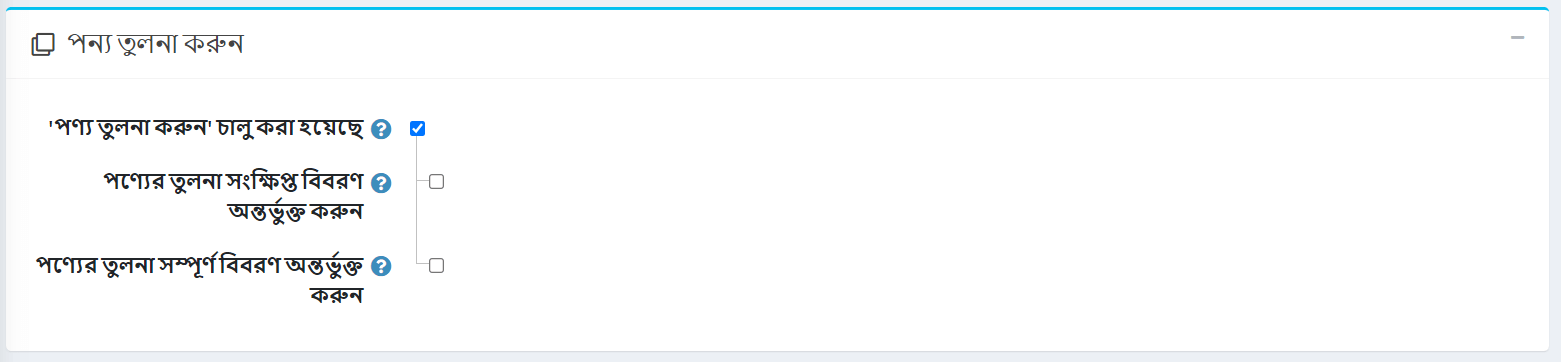 পন্য তুলনা করুন
'পণ্য তুলনা করুন' চালু করা হয়েছে
পণ্যের তুলনা সংক্ষিপ্ত বিবরণ
অন্তর্ভুক্ত করুন
পণ্যের তুলনা সম্পূর্ণ বিবরণ অন্তর্ভুক্ত
করুন